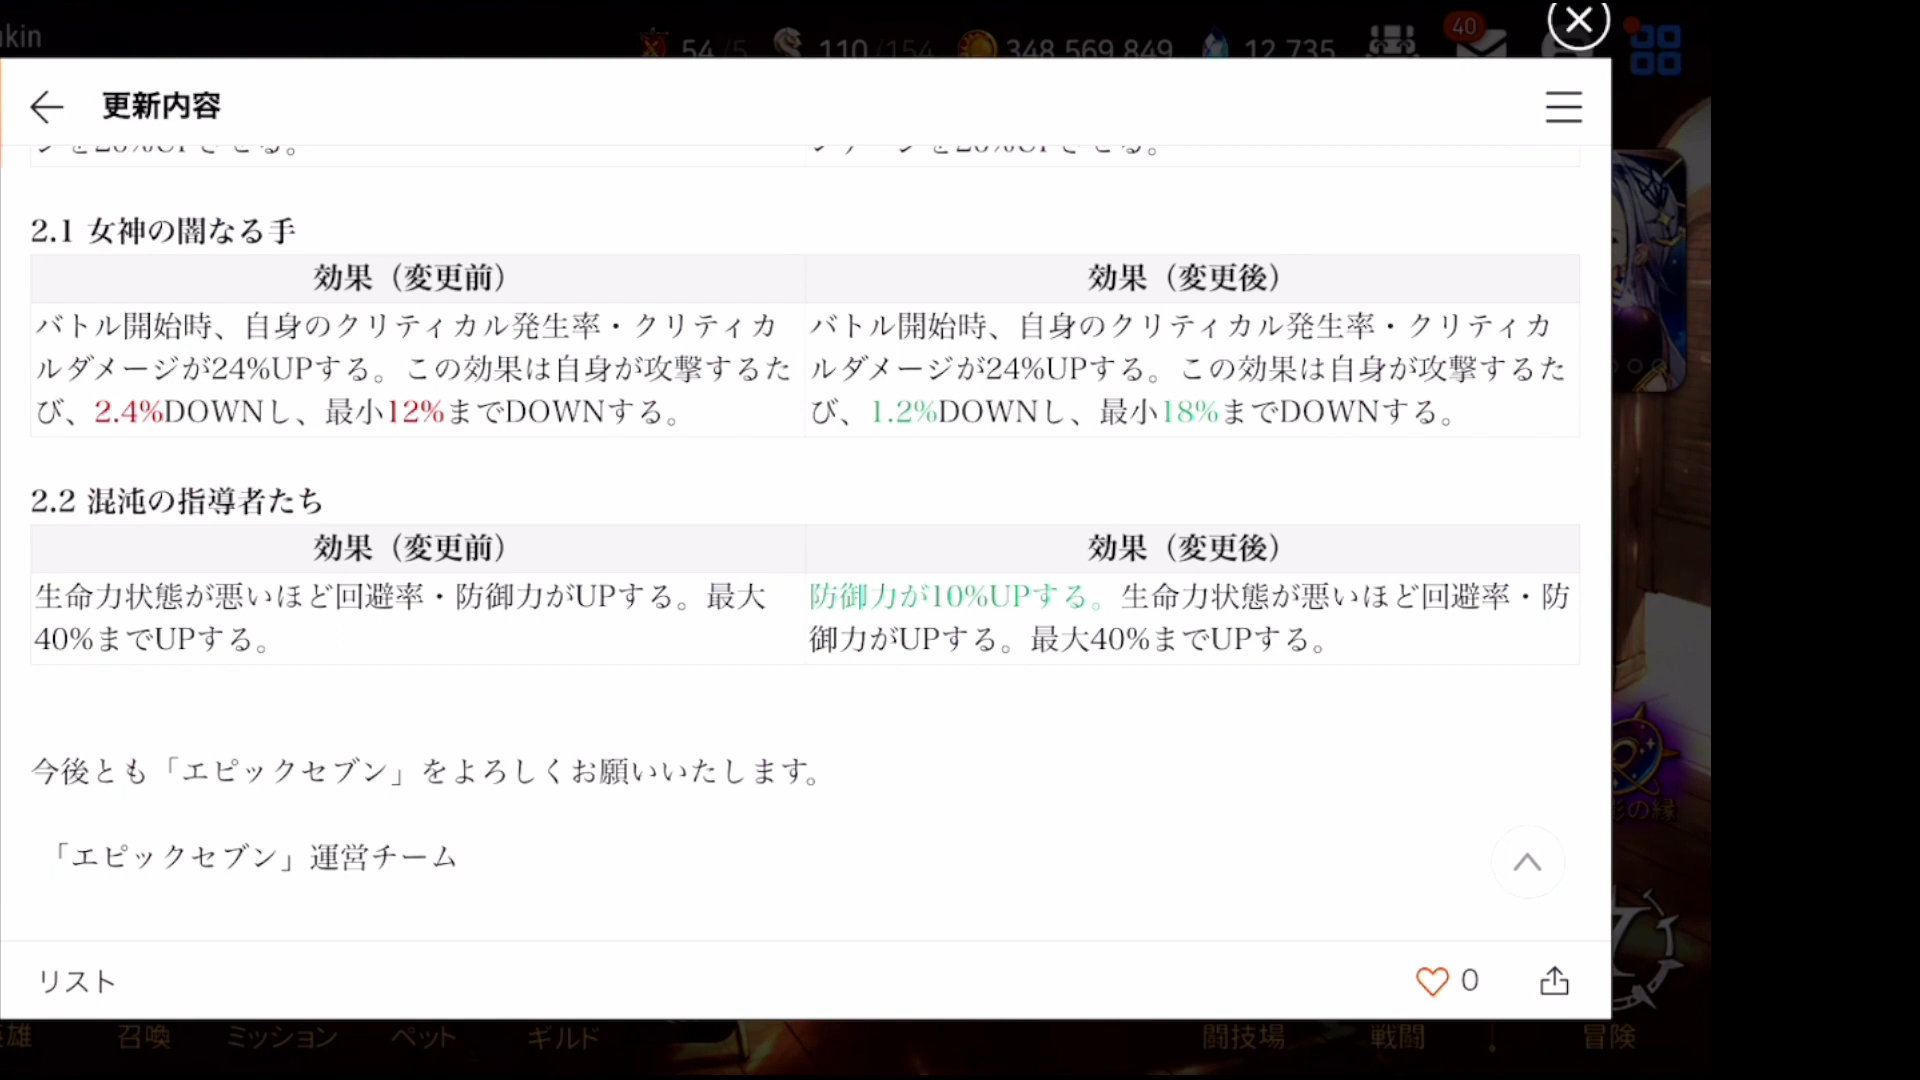 kin
54/5 110/154 348,569,849 12,735 40
更新内容
2.1 女神の闇なる手
効果（変更前） 効果（変更後）
バトル開始時、自身のクリティカル発生率・クリティカ
ルダメージが24%UPする。この効果は自身が攻撃するた
び、2.4%DOWNし、最小12%までDOWNする。
バトル開始時、自身のクリティカル発生率・クリティカ
ルダメージが24%UPする。この効果は自身が攻撃するた
び、1.2%DOWNし、最小18%までDOWNする。
2.2 混沌の指導者たち
効果（変更前） 効果（変更後）
生命力状態が悪いほど回避率・防御力がUPする。最大
40%までUPする。
防御力が10%UPする。生命力状態が悪いほど回避率・防
御力がUPする。最大40%までUPする。
今後とも「エピックセブン」をよろしくお願いいたします。
「エピックセブン」運営チーム
の縁
リスト 0
雄 召喚 ミッション ペット ギルド 闘技場 戦闘 冒険